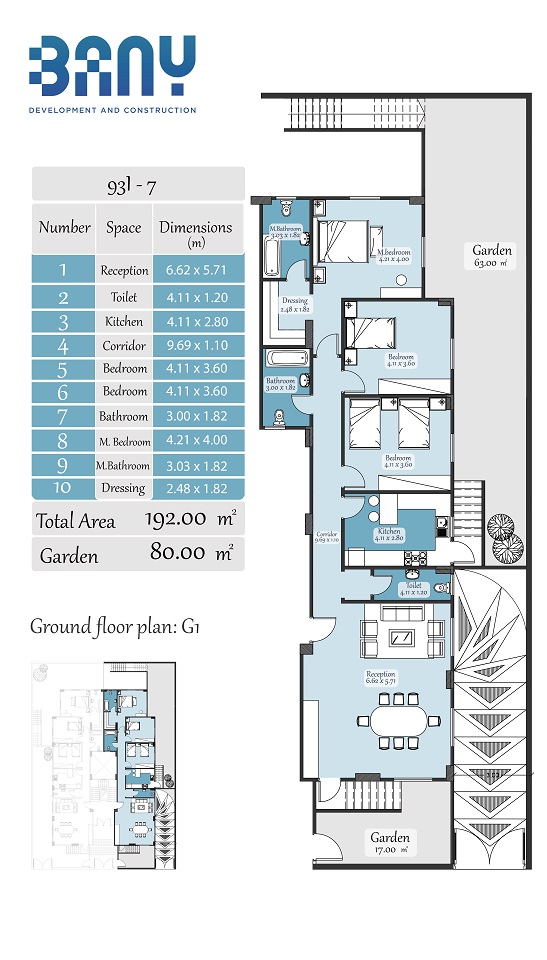 BANY
DEVELOPMENT AND CONSTRUCTION
93J - 7
Number Space Dimensions (m)
1 Reception 6.62 x 5.71
2 Toilet 4.11 x 1.20
3 Kitchen 4.11 x 2.80
4 Corridor 9.69 x 1.10
5 Bedroom 4.11 x 3.60
6 Bedroom 4.11 x 3.60
7 Bathroom 3.00 x 1.82
8 M. Bedroom 4.21 x 4.00
9 M.Bathroom 3.03 x 1.82
10 Dressing 2.48 x 1.82
Total Area 192.00 m²
Garden 80.00 m²
Ground floor plan: G1
M.Bathroom
3.03 x 1.82
M.bedroom
4.21 x 4.00
Garden
63.00 m²
Dressing
2.48 x 1.82
Bedroom
4.11 x 3.60
Bathroom
3.00 x 1.82
Bedroom
4.11 x 3.60
Kitchen
4.11 x 2.80
Corridor
9.69 x 1.10
Toilet
4.11 x 1.20
Reception
6.62 x 5.71
Garden
17.00 m²